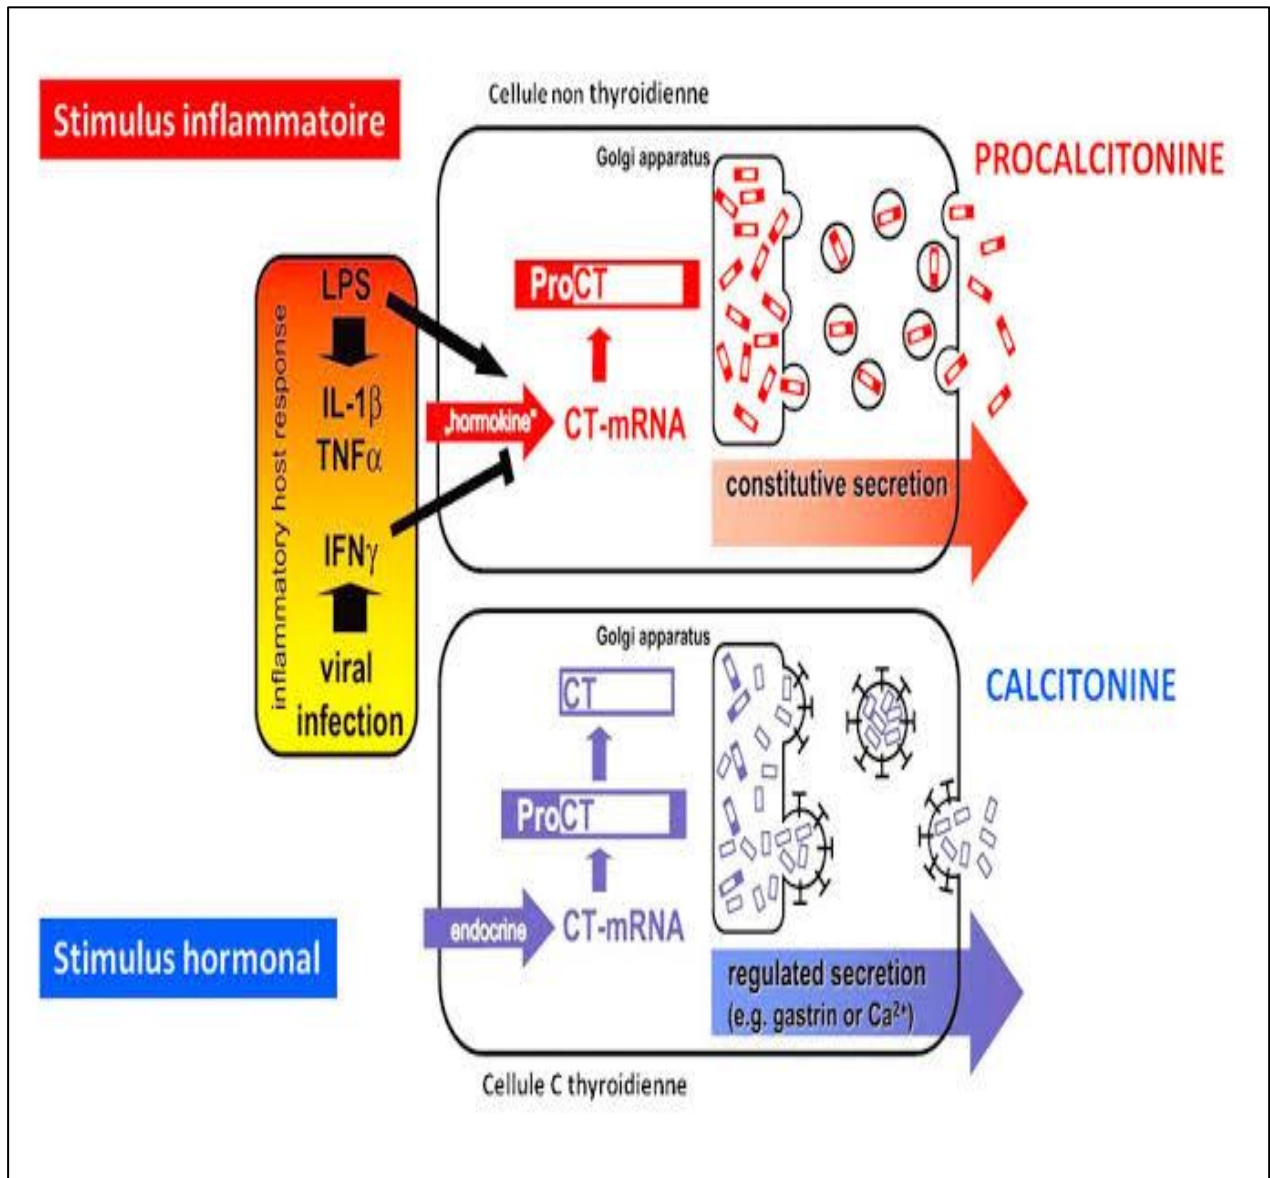 Stimulus inflammatoire
Cellule non thyroidienne
Golgi apparatus
PROCALCITONINE
inflammatory host response
LPS
IL-1β
TNFα
IFNγ
viral
infection
ProCT
„hormokine“
CT-mRNA
constitutive secretion
Golgi apparatus
CALCITONINE
CT
ProCT
endocrine
CT-mRNA
Stimulus hormonal
regulated secretion
(e.g. gastrin or Ca²⁺)
Cellule C thyroidienne